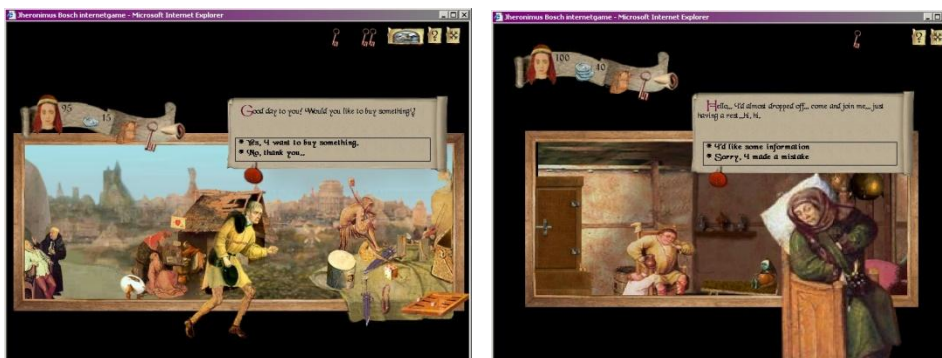 Jheronimus Bosch internetgame - Microsoft Internet Explorer
95
15
Good day to you! Would you like to buy something?
Yes, I want to buy something.
No, thank you...
Jheronimus Bosch internetgame - Microsoft Internet Explorer
100
10
Hello... I'd almost dropped off... come and join me... just
having a rest...hi, hi.
I'd like some information
Sorry, I made a mistake